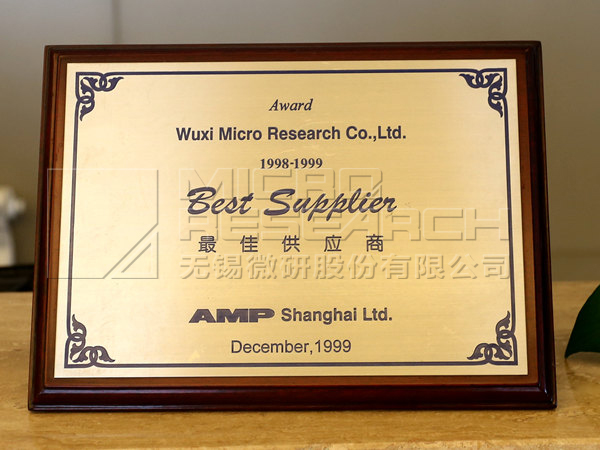 Award
Wuxi Micro Research Co.,Ltd.
1998-1999
Best Supplier
最佳供应商
AMP Shanghai Ltd.
December,1999
MICRO
RESEARCH
无锡微研股份有限公司